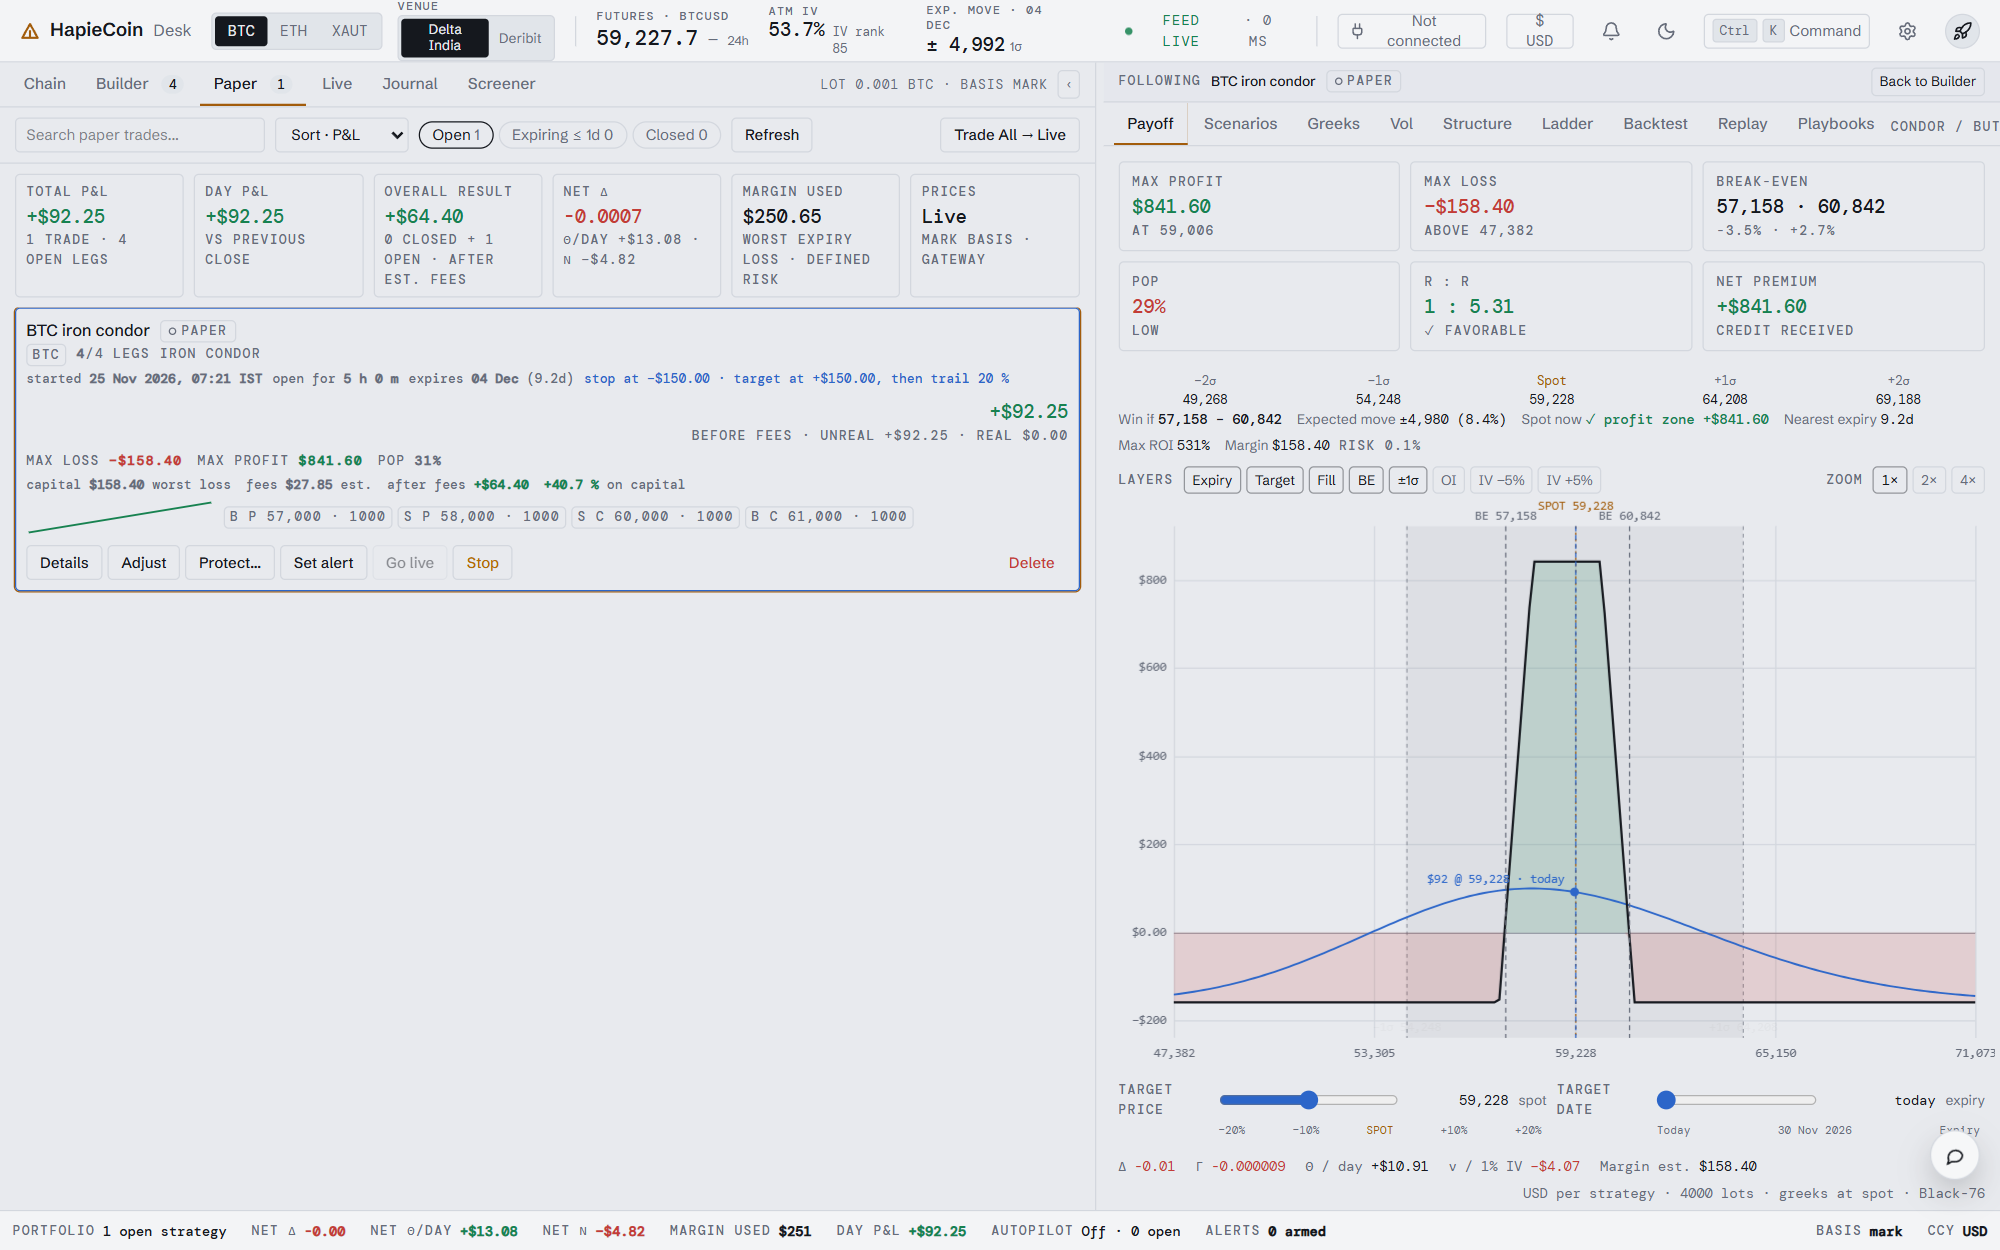 HapieCoin Desk
BTC ETH XAUT
VENUE
Delta India Deribit
FUTURES · BTCUSD
59,227.7 — 24h
ATM IV
53.7% IV rank 85
EXP. MOVE · 04 DEC
± 4,992 1σ
FEED LIVE · 0 MS
Not connected
$ USD
Ctrl K Command
Chain Builder 4 Paper 1 Live Journal Screener
LOT 0.001 BTC · BASIS MARK ‹
Search paper trades... Sort · P&L Open 1 Expiring ≤ 1d 0 Closed 0 Refresh Trade All → Live
TOTAL P&L
+$92.25
1 TRADE · 4 OPEN LEGS
DAY P&L
+$92.25
VS PREVIOUS CLOSE
OVERALL RESULT
+$64.40
0 CLOSED + 1 OPEN · AFTER EST. FEES
NET Δ
-0.0007
Θ/DAY +$13.08 · N −$4.82
MARGIN USED
$250.65
WORST EXPIRY LOSS · DEFINED RISK
PRICES
Live
MARK BASIS · GATEWAY
BTC iron condor PAPER
BTC 4/4 LEGS IRON CONDOR
started 25 Nov 2026, 07:21 IST open for 5 h 0 m expires 04 Dec (9.2d) stop at −$150.00 · target at +$150.00, then trail 20 %
+$92.25
BEFORE FEES · UNREAL +$92.25 · REAL $0.00
MAX LOSS −$158.40 MAX PROFIT $841.60 POP 31%
capital $158.40 worst loss fees $27.85 est. after fees +$64.40 +40.7 % on capital
B P 57,000 · 1000 S P 58,000 · 1000 S C 60,000 · 1000 B C 61,000 · 1000
Details Adjust Protect... Set alert Go live Stop Delete
FOLLOWING BTC iron condor PAPER Back to Builder
Payoff Scenarios Greeks Vol Structure Ladder Backtest Replay Playbooks CONDOR / BUT
MAX PROFIT
$841.60
AT 59,006
MAX LOSS
−$158.40
ABOVE 47,382
BREAK-EVEN
57,158 · 60,842
-3.5% · +2.7%
POP
29%
LOW
R : R
1 : 5.31
✓ FAVORABLE
NET PREMIUM
+$841.60
CREDIT RECEIVED
−2σ −1σ Spot +1σ +2σ
49,268 54,248 59,228 64,208 69,188
Win if 57,158 – 60,842 Expected move ±4,980 (8.4%) Spot now ✓ profit zone +$841.60 Nearest expiry 9.2d
Max ROI 531% Margin $158.40 RISK 0.1%
LAYERS Expiry Target Fill BE ±1σ OI IV −5% IV +5% ZOOM 1× 2× 4×
SPOT 59,228
BE 57,158 BE 60,842
$800
$600
$400
$200
$92 @ 59,228 · today
$0.00
−$200
47,382 53,305 59,228 65,150 71,073
TARGET PRICE 59,228 spot
−20% −10% SPOT +10% +20%
TARGET DATE today expiry
Today 30 Nov 2026 Expiry
Δ -0.01 Γ -0.000009 Θ / day +$10.91 ν / 1% IV −$4.07 Margin est. $158.40
USD per strategy · 4000 lots · greeks at spot · Black-76
PORTFOLIO 1 open strategy NET Δ -0.00 NET Θ/DAY +$13.08 NET N −$4.82 MARGIN USED $251 DAY P&L +$92.25 AUTOPILOT Off · 0 open ALERTS 0 armed BASIS mark CCY USD